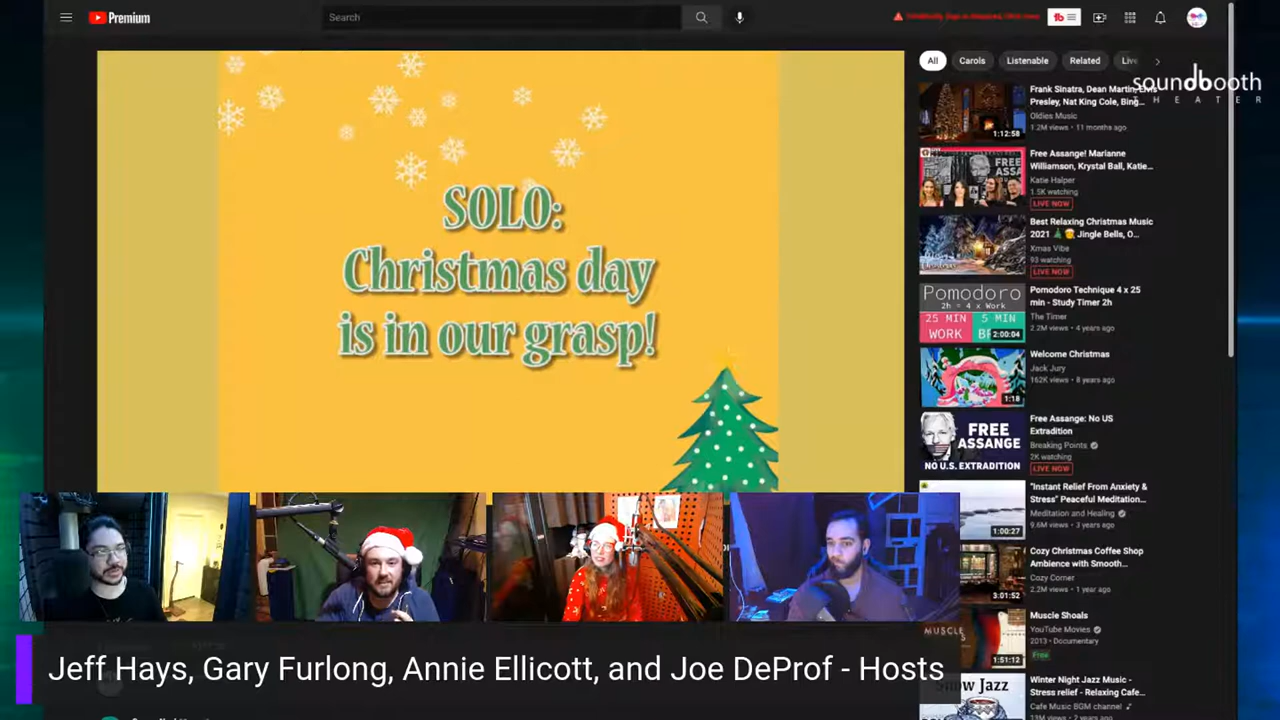 Premium
Search
All
Carols
Listenable
Related
Live
soundbooth
THEATER
SOLO:
Christmas day
is in our grasp!
Frank Sinatra, Dean Martin, Elvis
Presley, Nat King Cole, Bing...
Oldies Music
1.2M views • 11 months ago
1:12:58
Free Assange! Marianne
Williamson, Krystal Ball, Katie...
Katie Halper
1.5K watching
LIVE NOW
Best Relaxing Christmas Music
2021 🎄 🎅 Jingle Bells, O...
Xmas Vibe
93 watching
LIVE NOW
Pomodoro
2h = 4 x Work
25 MIN
WORK
5 MIN
2:00:04
Pomodoro Technique 4 x 25
min - Study Timer 2h
The Timer
2.2M views • 4 years ago
Welcome Christmas
Jack Jury
162K views • 8 years ago
1:18
FREE
ASSANGE
NO U.S. EXTRADITION
Free Assange: No US
Extradition
Breaking Points
2K watching
LIVE NOW
"Instant Relief From Anxiety &
Stress" Peaceful Meditation...
Meditation and Healing
9.6M views • 3 years ago
1:00:27
Cozy Christmas Coffee Shop
Ambience with Smooth...
Cozy Corner
2.2M views • 1 year ago
3:01:52
MUSCLE
Muscle Shoals
YouTube Movies
2013 • Documentary
Free
1:51:12
Jazz
Winter Night Jazz Music -
Stress relief - Relaxing Cafe...
Cafe Music BGM channel
Jeff Hays, Gary Furlong, Annie Ellicott, and Joe DeProf - Hosts